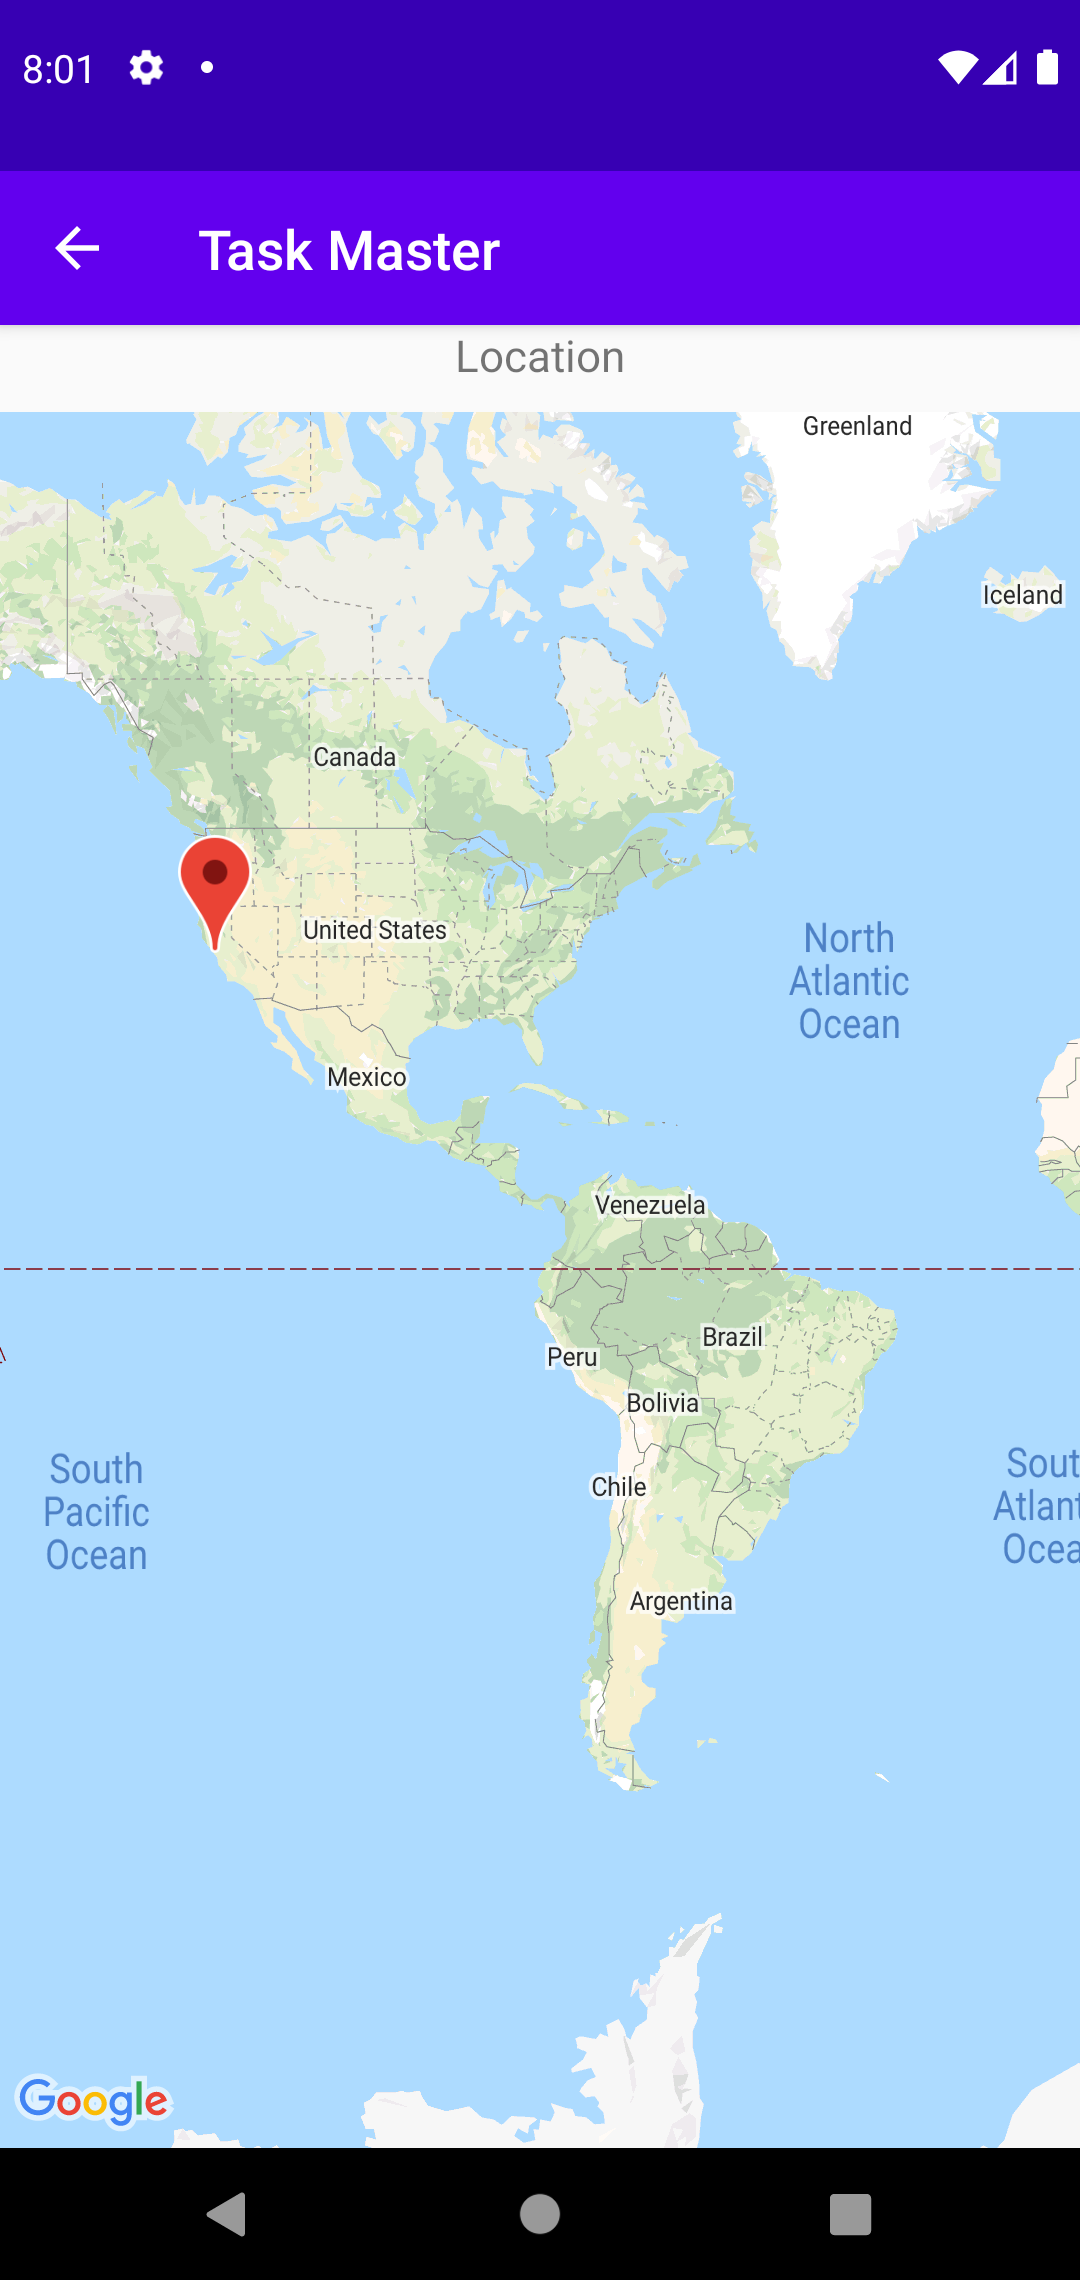 8:01
Task Master
Location
Greenland
Iceland
Canada
United States
North
Atlantic
Ocean
Mexico
Venezuela
Brazil
Peru
Bolivia
South
Pacific
Ocean
Chile
Sout
Atlant
Ocea
Argentina
Google